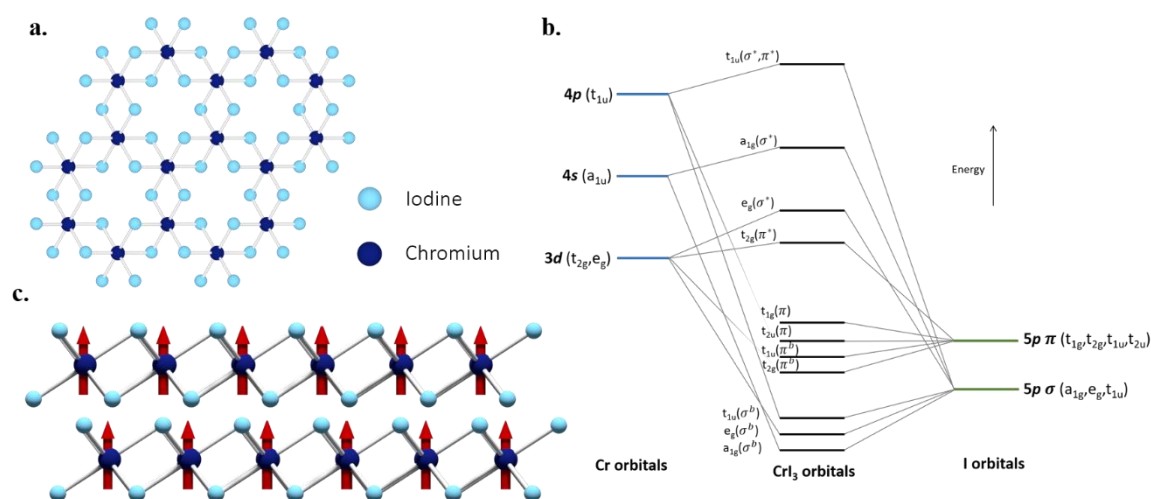 a.
Iodine
Chromium
b.
t1u(σ*,π*)
4p (t1u)
a1g(σ*)
4s (a1u)
Energy
eg(σ*)
t2g(π*)
3d (t2g,eg)
t1g(π)
t2u(π)
t1u(πb)
t2g(πb)
5p π (t1g,t2g,t1u,t2u)
5p σ (a1g,eg,t1u)
t1u(σb)
eg(σb)
a1g(σb)
Cr orbitals
CrI3 orbitals
I orbitals
c.